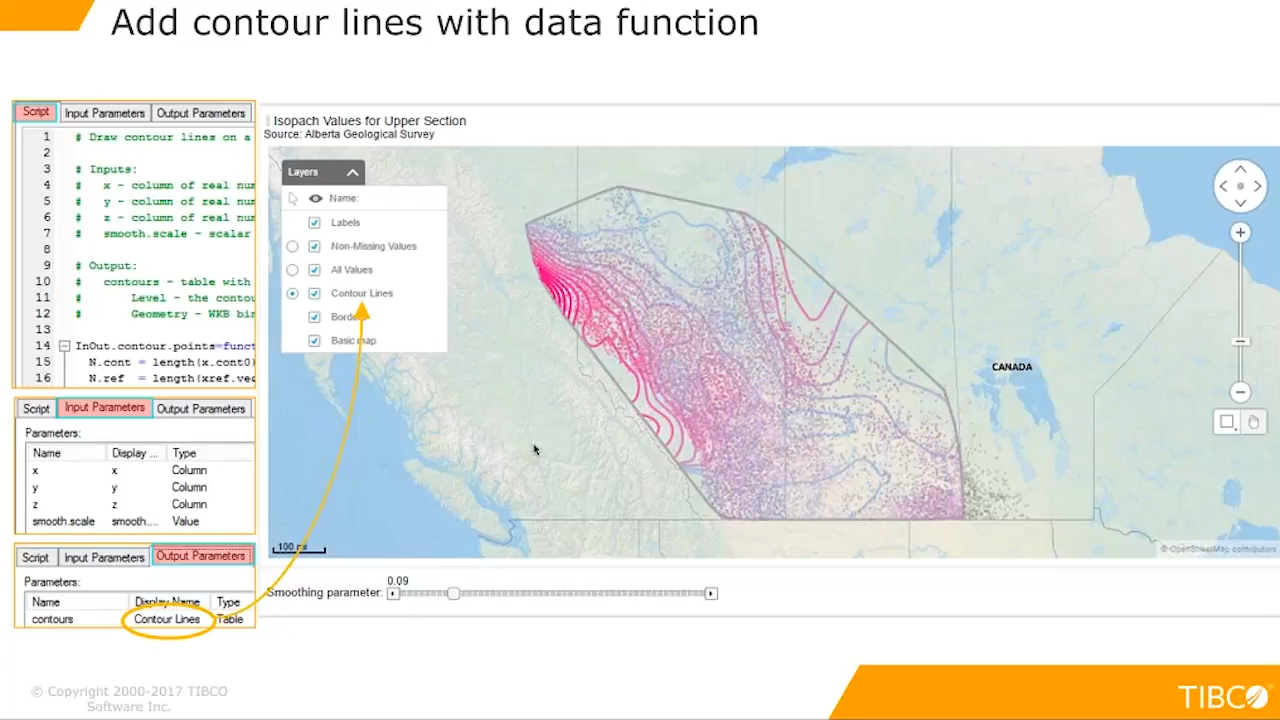 Add contour lines with data function
Script Input Parameters Output Parameters
1 # Draw contour lines on a
2
3 # Inputs:
4 # x - column of real num
5 # y - column of real num
6 # z - column of real num
7 # smooth.scale - scalar
8
9 # Output:
10 # contours - table with
11 # Level - the contou
12 # Geometry - WKB bin
13
14 InOut.contour.points=funct
15 N.cont = length(x.cont0)
16 N.ref = length(xref.vec
Script Input Parameters Output Parameters
Parameters:
Name Display ... Type
x x Column
y y Column
z z Column
smooth.scale smooth.... Value
Script Input Parameters Output Parameters
Parameters:
Name Display Name Type
contours Contour Lines Table
Isopach Values for Upper Section
Source: Alberta Geological Survey
Layers
Name:
Labels
Non-Missing Values
All Values
Contour Lines
Border
Basic map
CANADA
100 mi
© OpenStreetMap contributors
0.09
Smoothing parameter:
© Copyright 2000-2017 TIBCO
Software Inc.
TIBCO